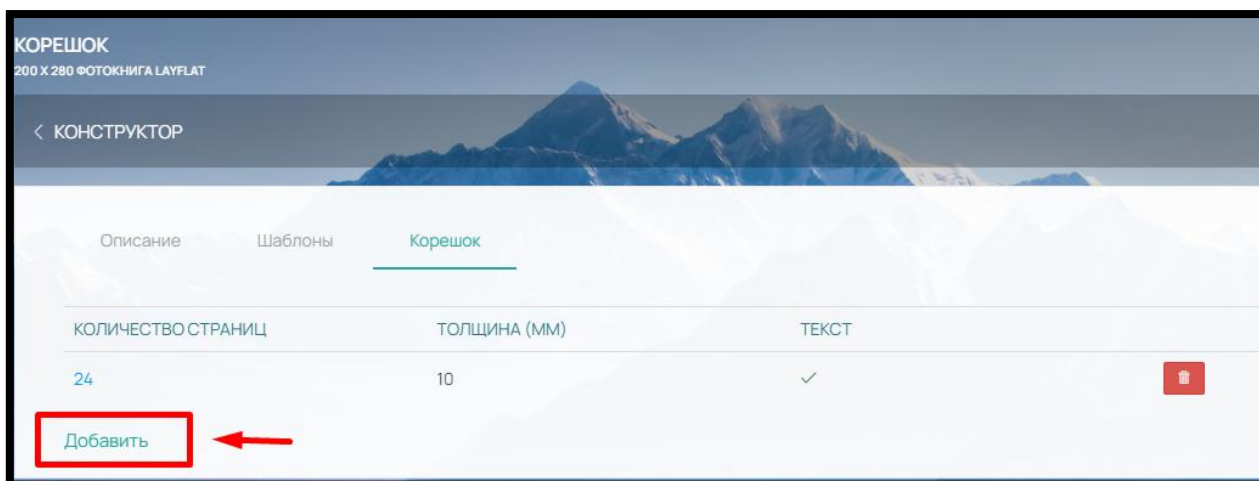 КОРЕШОК
200 X 280 ФОТОКНИГА LAYFLAT
< КОНСТРУКТОР
Описание Шаблоны Корешок
КОЛИЧЕСТВО СТРАНИЦ ТОЛЩИНА (ММ) ТЕКСТ
24 10
Добавить